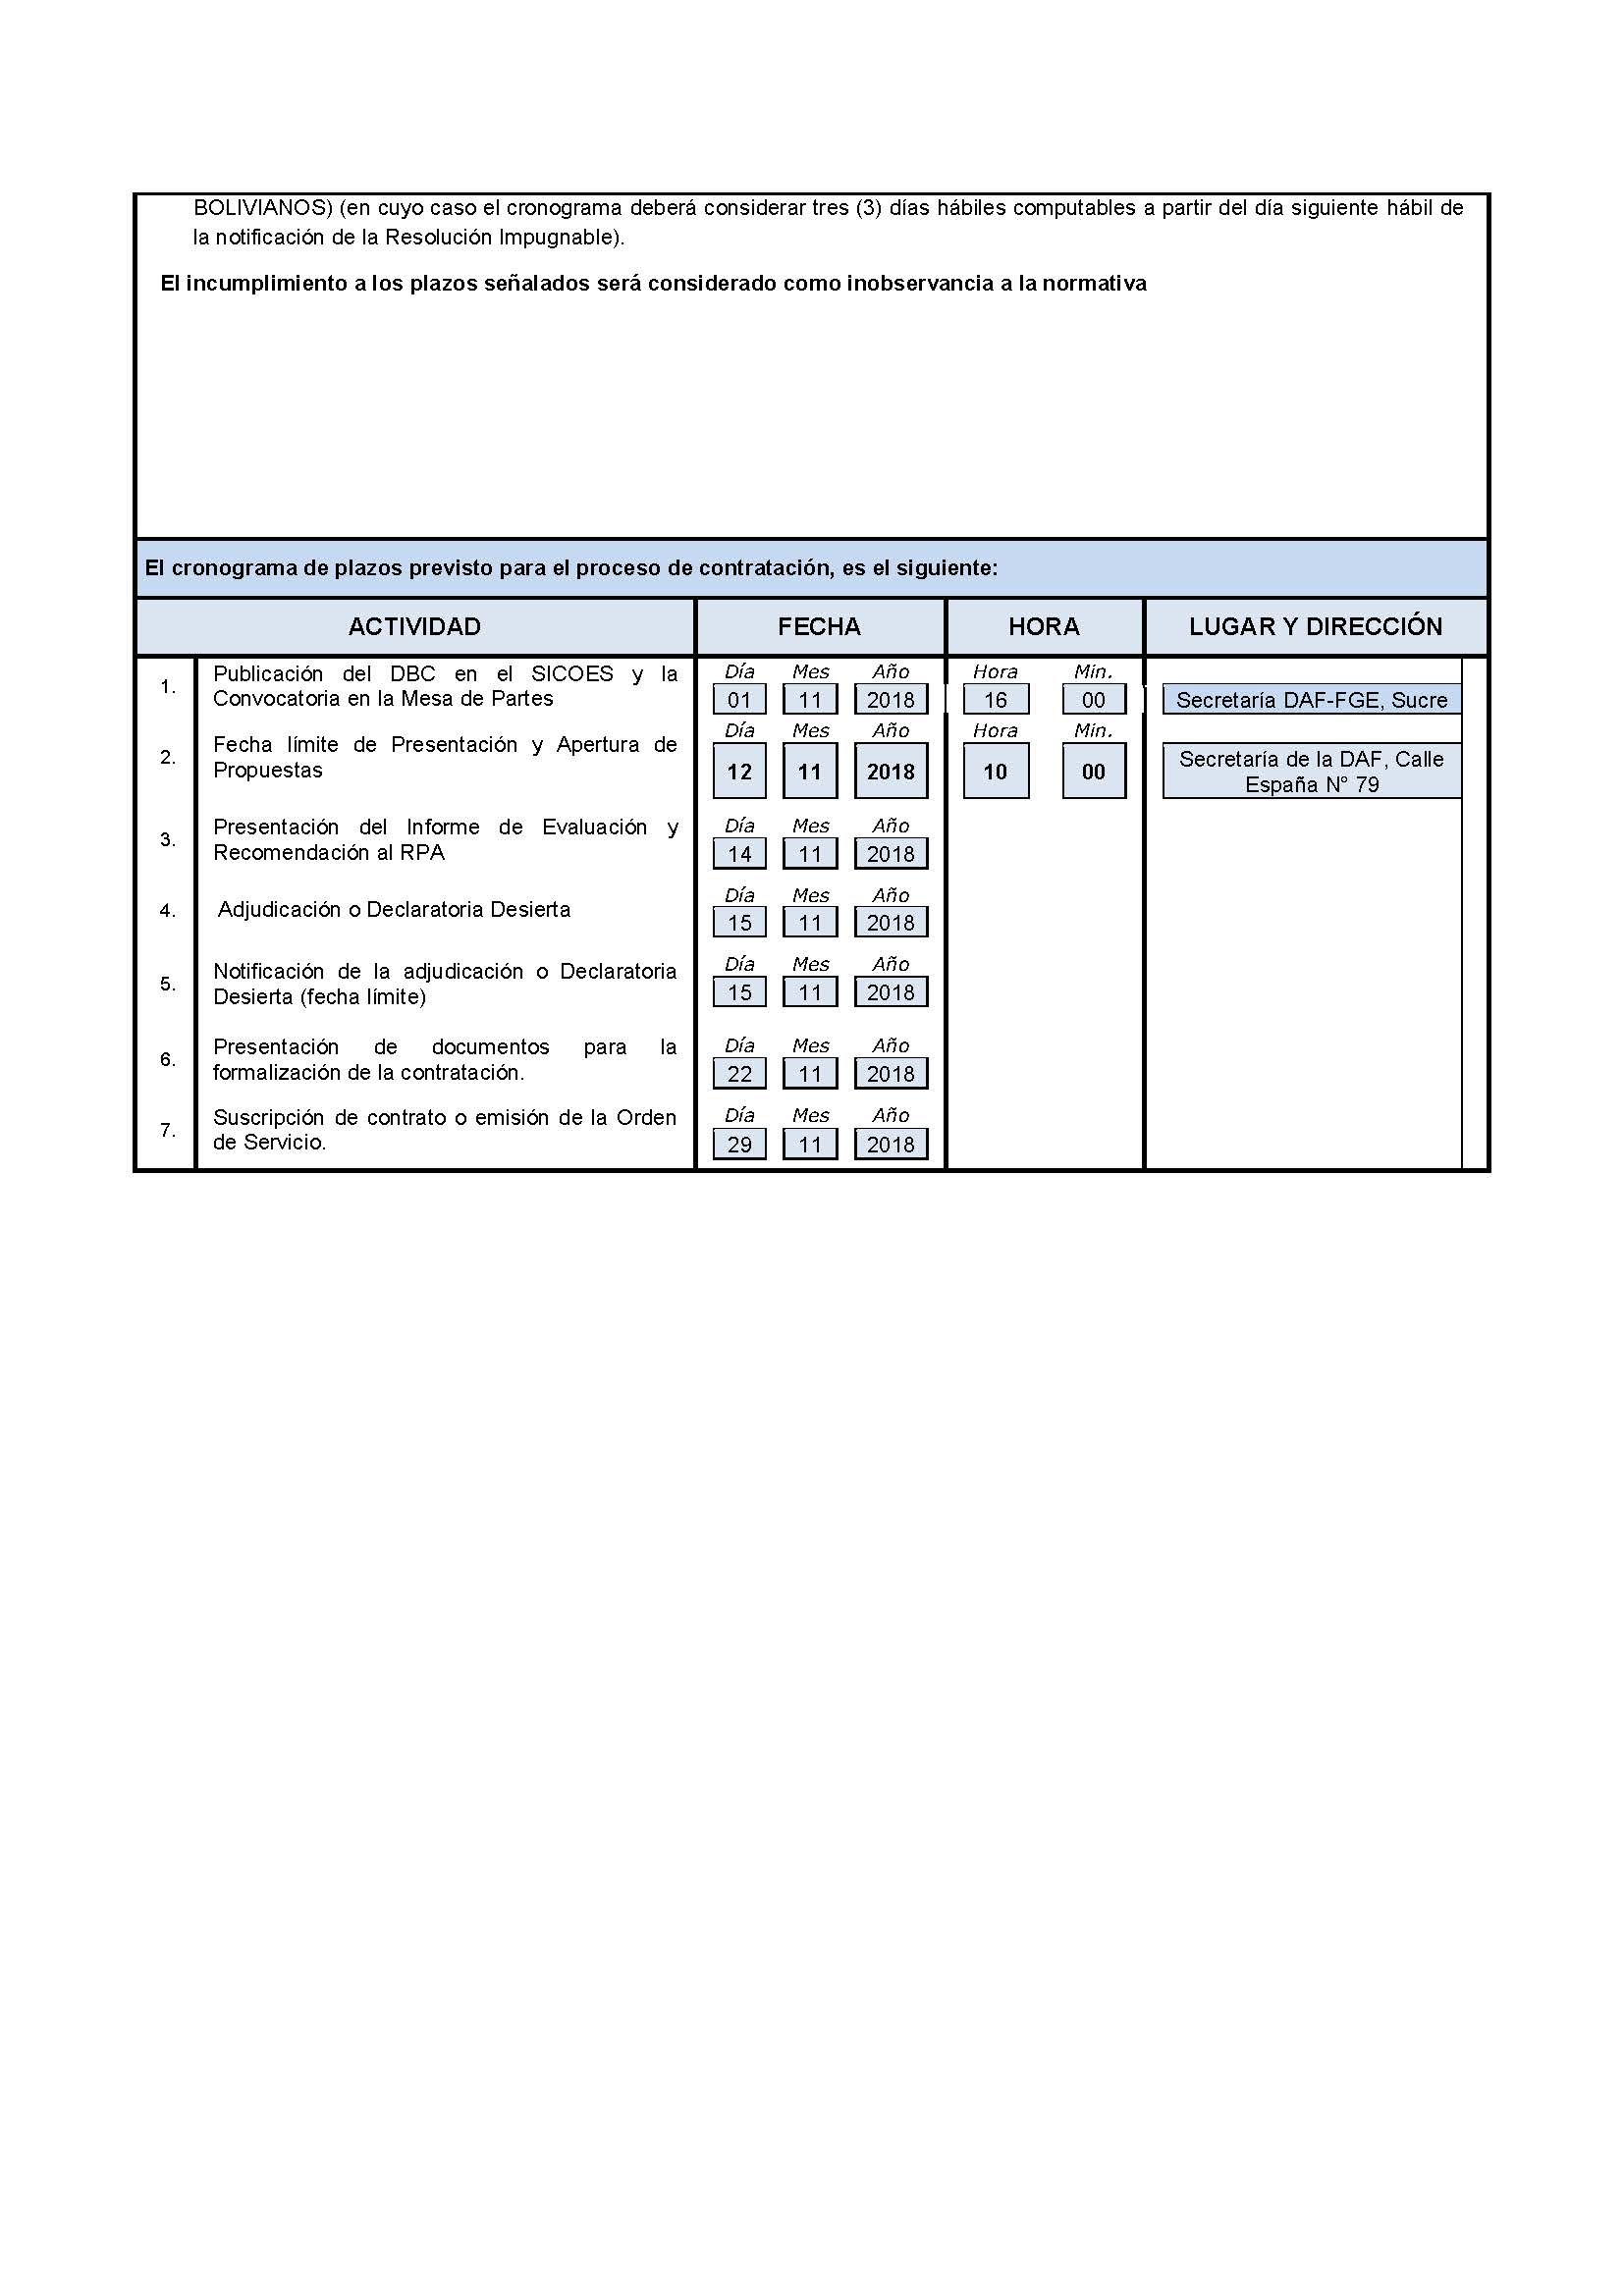 BOLIVIANOS) (en cuyo caso el cronograma deberá considerar tres (3) días hábiles computables a partir del día siguiente hábil de
la notificación de la Resolución Impugnable).
El incumplimiento a los plazos señalados será considerado como inobservancia a la normativa
El cronograma de plazos previsto para el proceso de contratación, es el siguiente:
ACTIVIDAD FECHA HORA LUGAR Y DIRECCIÓN
1. Publicación del DBC en el SICOES y la
Convocatoria en la Mesa de Partes
Día Mes Año Hora Min.
01 11 2018 16 00 Secretaría DAF-FGE, Sucre
2. Fecha límite de Presentación y Apertura de
Propuestas
Día Mes Año Hora Min.
12 11 2018 10 00 Secretaría de la DAF, Calle
España N° 79
3. Presentación del Informe de Evaluación y
Recomendación al RPA
Día Mes Año
14 11 2018
4. Adjudicación o Declaratoria Desierta
Día Mes Año
15 11 2018
5. Notificación de la adjudicación o Declaratoria
Desierta (fecha límite)
Día Mes Año
15 11 2018
6. Presentación de documentos para la
formalización de la contratación.
Día Mes Año
22 11 2018
7. Suscripción de contrato o emisión de la Orden
de Servicio.
Día Mes Año
29 11 2018